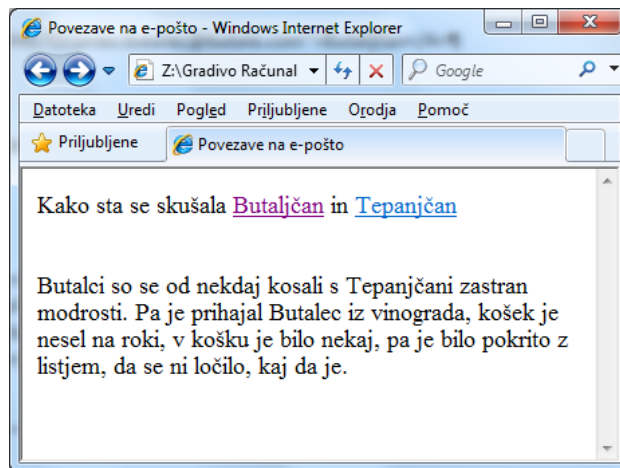 Povezave na e-pošto - Windows Internet Explorer
Z:\Gradivo Računal
Google
Datoteka Uredi Pogled Priljubljene Orodja Pomoč
Priljubljene
Povezave na e-pošto
Kako sta se skušala Butaljčan in Tepanjčan
Butalci so se od nekdaj kosali s Tepanjčani zastran
modrosti. Pa je prihajal Butalec iz vinograda, košek je
nesel na roki, v košku je bilo nekaj, pa je bilo pokrito z
listjem, da se ni ločilo, kaj da je.